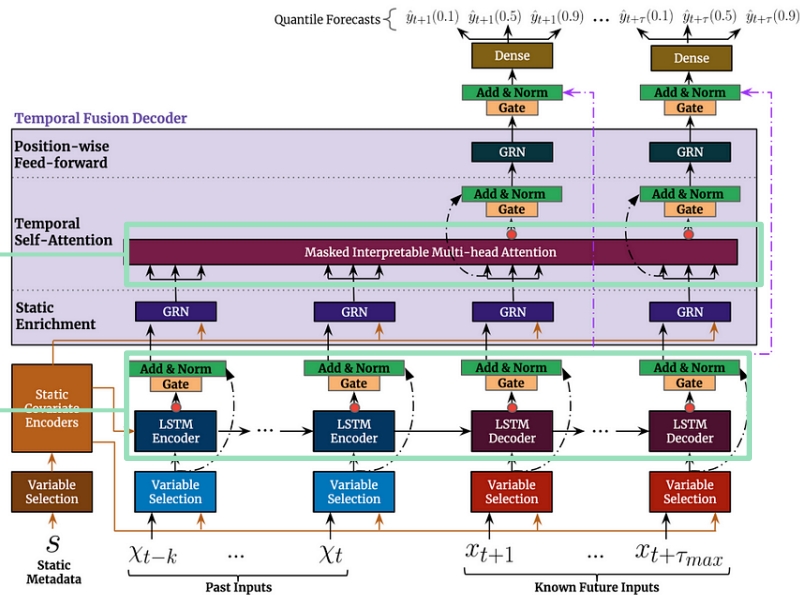 Quantile Forecasts { ŷt+1(0.1) ŷt+1(0.5) ŷt+1(0.9) ... ŷt+τ(0.1) ŷt+τ(0.5) ŷt+τ(0.9)
Dense Dense
Add & Norm Add & Norm
Gate Gate
Temporal Fusion Decoder
Position-wise
Feed-forward
GRN GRN
Add & Norm Add & Norm
Gate Gate
Temporal
Self-Attention
Masked Interpretable Multi-head Attention
Static
Enrichment
GRN GRN GRN GRN
Add & Norm Add & Norm Add & Norm Add & Norm
Gate Gate Gate Gate
Static
Covariate
Encoders
LSTM
Encoder
...
LSTM
Encoder
LSTM
Decoder
...
LSTM
Decoder
Variable
Selection
Variable
Selection
Variable
Selection
Variable
Selection
Variable
Selection
s
Static
Metadata
χt−k ... χt xt+1 ... xt+τmax
Past Inputs Known Future Inputs